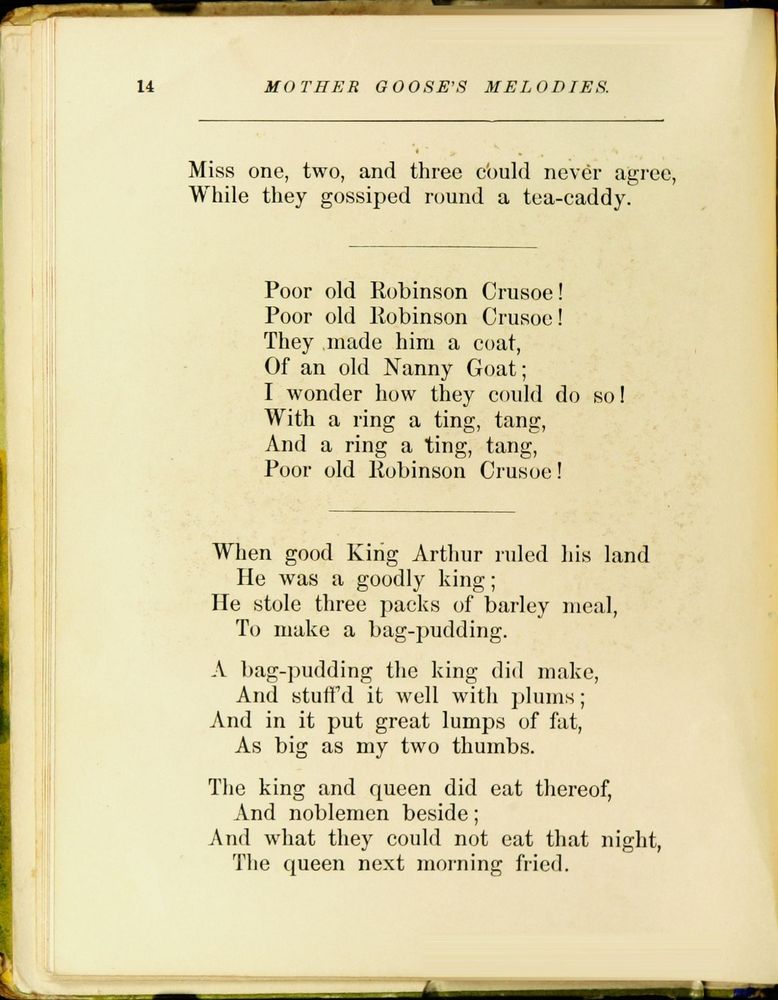 14 MOTHER GOOSE'S MELODIES.
Miss one, two, and three could never agree,
While they gossiped round a tea-caddy.
Poor old Robinson Crusoe!
Poor old Robinson Crusoe!
They made him a coat,
Of an old Nanny Goat;
I wonder how they could do so!
With a ring a ting, tang,
And a ring a ting, tang,
Poor old Robinson Crusoe!
When good King Arthur ruled his land
He was a goodly king;
He stole three packs of barley meal,
To make a bag-pudding.
A bag-pudding the king did make,
And stuff'd it well with plums;
And in it put great lumps of fat,
As big as my two thumbs.
The king and queen did eat thereof,
And noblemen beside;
And what they could not eat that night,
The queen next morning fried.